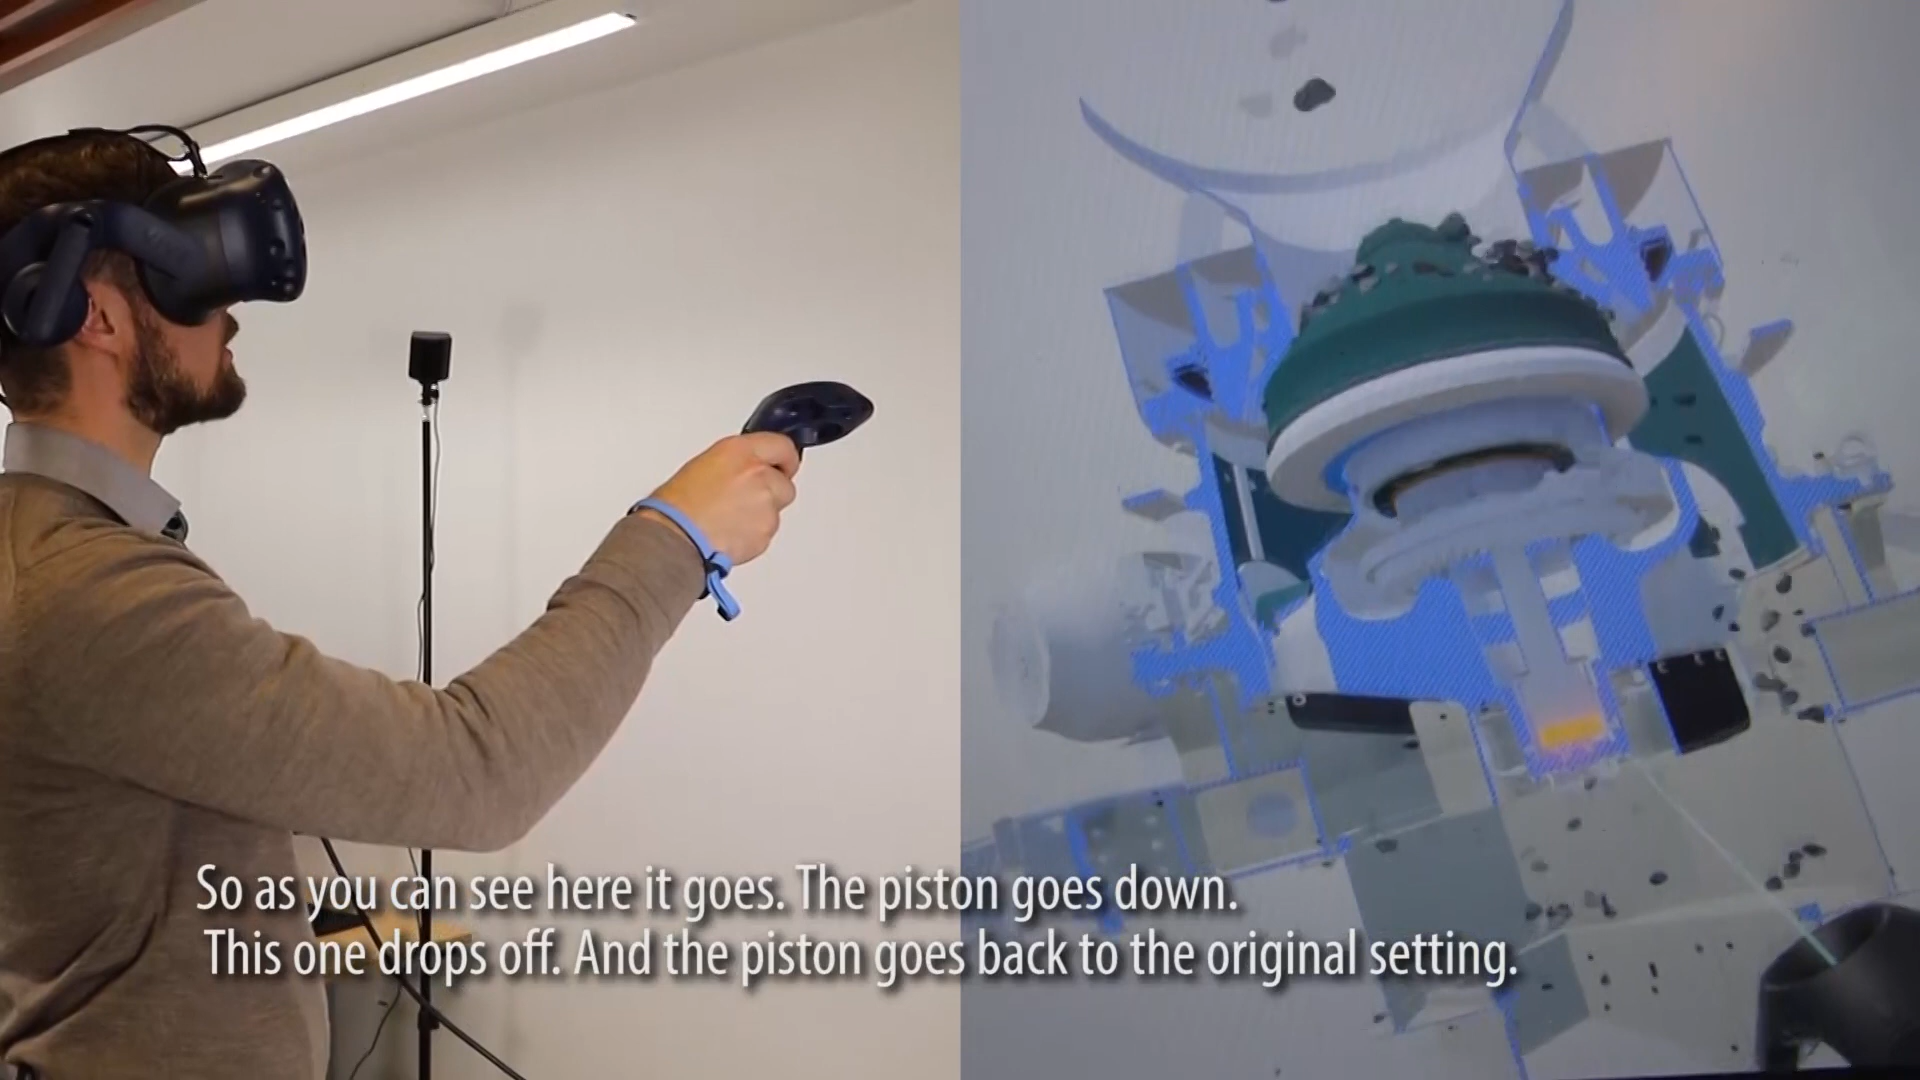 So as you can see here it goes. The piston goes down.
This one drops off. And the piston goes back to the original setting.